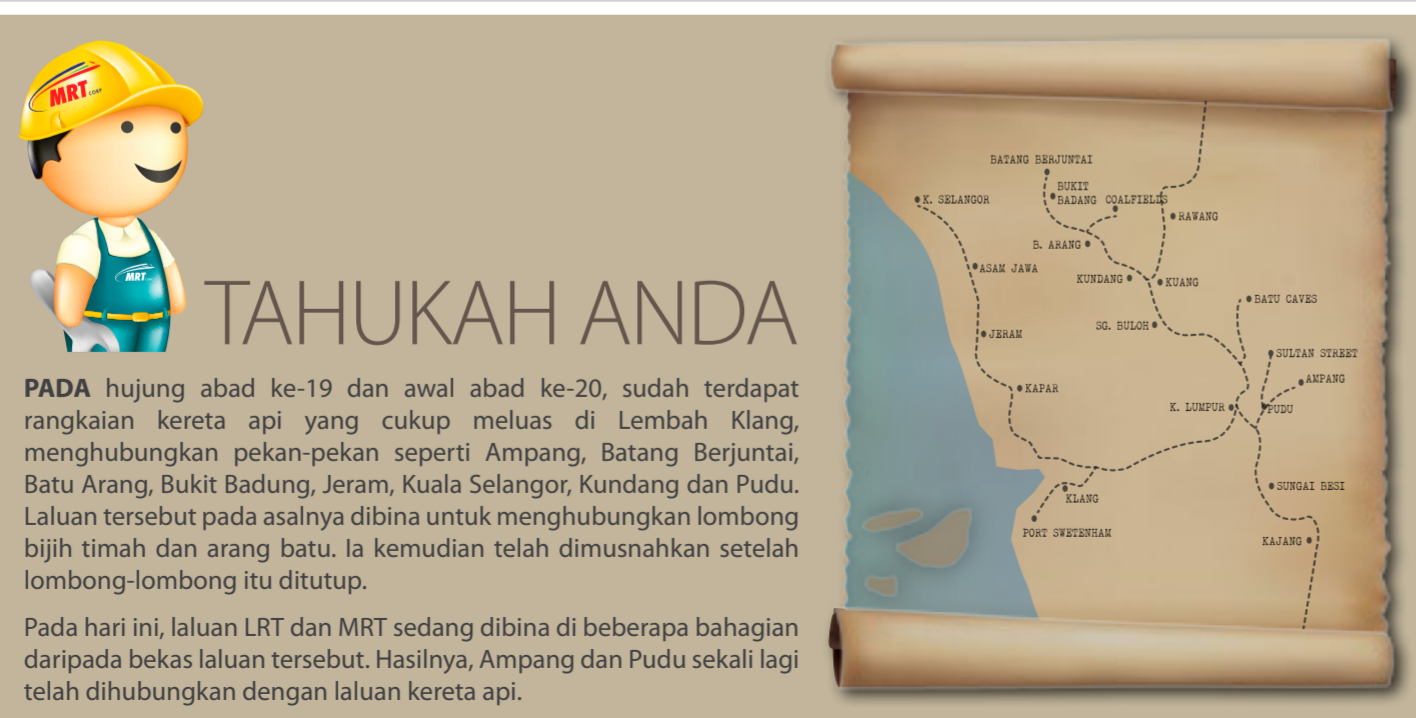 MRT CORP
MRT
TAHUKAH ANDA
PADA hujung abad ke-19 dan awal abad ke-20, sudah terdapat
rangkaian kereta api yang cukup meluas di Lembah Klang,
menghubungkan pekan-pekan seperti Ampang, Batang Berjuntai,
Batu Arang, Bukit Badung, Jeram, Kuala Selangor, Kundang dan Pudu.
Laluan tersebut pada asalnya dibina untuk menghubungkan lombong
bijih timah dan arang batu. Ia kemudian telah dimusnahkan setelah
lombong-lombong itu ditutup.
Pada hari ini, laluan LRT dan MRT sedang dibina di beberapa bahagian
daripada bekas laluan tersebut. Hasilnya, Ampang dan Pudu sekali lagi
telah dihubungkan dengan laluan kereta api.
BATANG BERJUNTAI
BUKIT
BADANG
COALFIELDS
K. SELANGOR
RAWANG
B. ARANG
ASAM JAWA
KUNDANG
KUANG
BATU CAVES
SG. BULOH
JERAM
SULTAN STREET
AMPANG
KAPAR
K. LUMPUR
PUDU
SUNGAI BESI
KLANG
PORT SWETENHAM
KAJANG